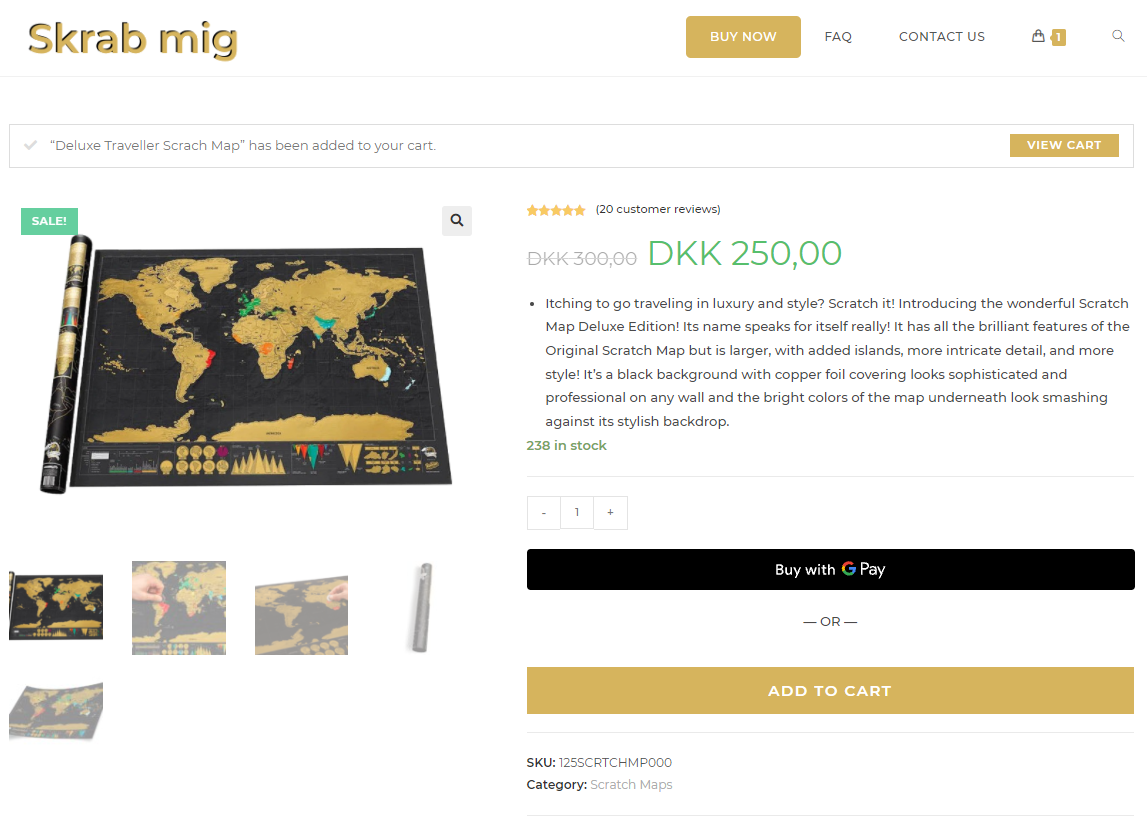 Skrab mig
BUY NOW
FAQ
CONTACT US
1
“Deluxe Traveller Scrach Map” has been added to your cart.
VIEW CART
SALE!
(20 customer reviews)
DKK 300,00 DKK 250,00
Itching to go traveling in luxury and style? Scratch it! Introducing the wonderful Scratch
Map Deluxe Edition! Its name speaks for itself really! It has all the brilliant features of the
Original Scratch Map but is larger, with added islands, more intricate detail, and more
style! It’s a black background with copper foil covering looks sophisticated and
professional on any wall and the bright colors of the map underneath look smashing
against its stylish backdrop.
238 in stock
- 1 +
Buy with G Pay
— OR —
ADD TO CART
SKU: 125SCRTCHMP000
Category: Scratch Maps